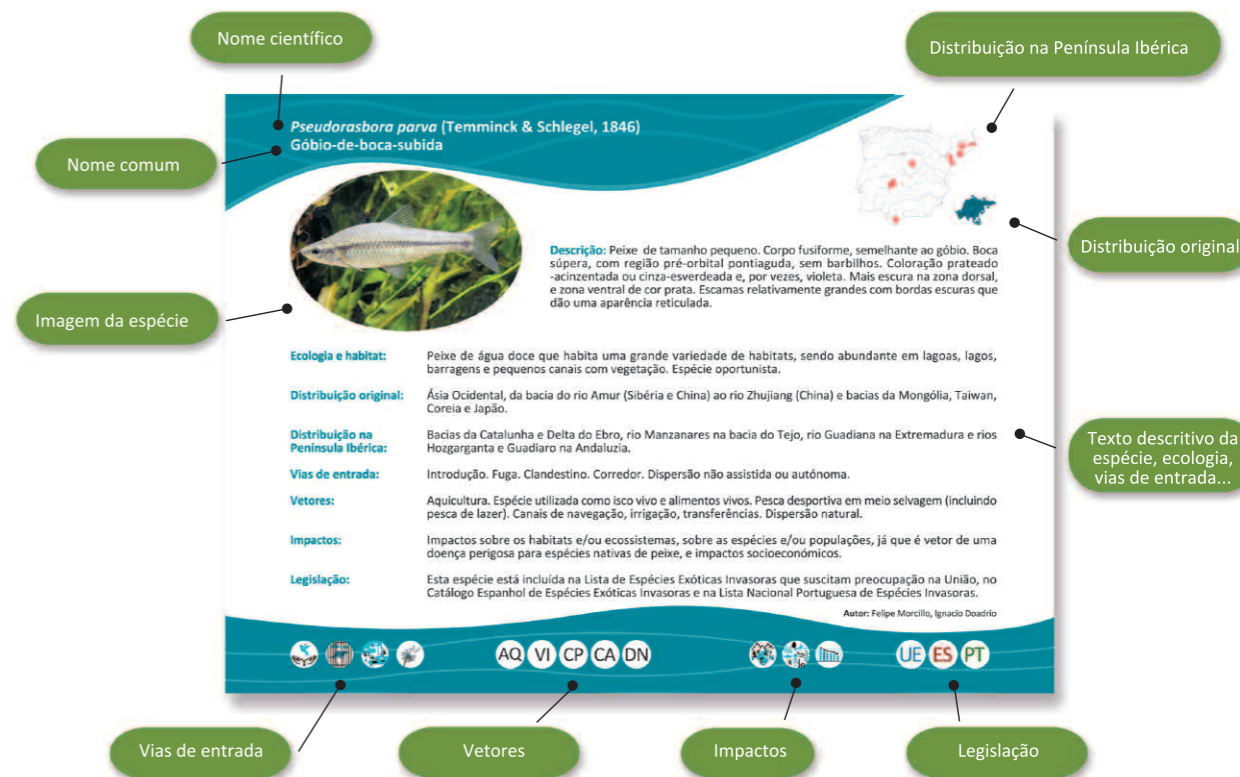 Nome científico
Distribuição na Península Ibérica
Pseudorasbora parva (Temminck & Schlegel, 1846)
Góbio-de-boca-subida
Nome comum
Distribuição original
Descrição: Peixe de tamanho pequeno. Corpo fusiforme, semelhante ao góbio. Boca
súpera, com região pré-orbital pontiaguda, sem barbilhos. Coloração prateado
-acinzentada ou cinza-esverdeada e, por vezes, violeta. Mais escura na zona dorsal,
e zona ventral de cor prata. Escamas relativamente grandes com bordas escuras que
dão uma aparência reticulada.
Imagem da espécie
Ecologia e habitat: Peixe de água doce que habita uma grande variedade de habitats, sendo abundante em lagoas, lagos,
barragens e pequenos canais com vegetação. Espécie oportunista.
Distribuição original: Ásia Ocidental, da bacia do rio Amur (Sibéria e China) ao rio Zhujiang (China) e bacias da Mongólia, Taiwan,
Coreia e Japão.
Distribuição na Península Ibérica: Bacias da Catalunha e Delta do Ebro, rio Manzanares na bacia do Tejo, rio Guadiana na Extremadura e rios
Hozgarganta e Guadiaro na Andaluzia.
Texto descritivo da
espécie, ecologia,
vias de entrada...
Vias de entrada: Introdução. Fuga. Clandestino. Corredor. Dispersão não assistida ou autónoma.
Vetores: Aquicultura. Espécie utilizada como isco vivo e alimentos vivos. Pesca desportiva em meio selvagem (incluindo
pesca de lazer). Canais de navegação, irrigação, transferências. Dispersão natural.
Impactos: Impactos sobre os habitats e/ou ecossistemas, sobre as espécies e/ou populações, já que é vetor de uma
doença perigosa para espécies nativas de peixe, e impactos socioeconómicos.
Legislação: Esta espécie está incluída na Lista de Espécies Exóticas Invasoras que suscitam preocupação na União, no
Catálogo Espanhol de Espécies Exóticas Invasoras e na Lista Nacional Portuguesa de Espécies Invasoras.
Autor: Felipe Morcillo, Ignacio Doadrio
AQ VI CP CA DN
UE ES PT
Vias de entrada
Vetores
Impactos
Legislação